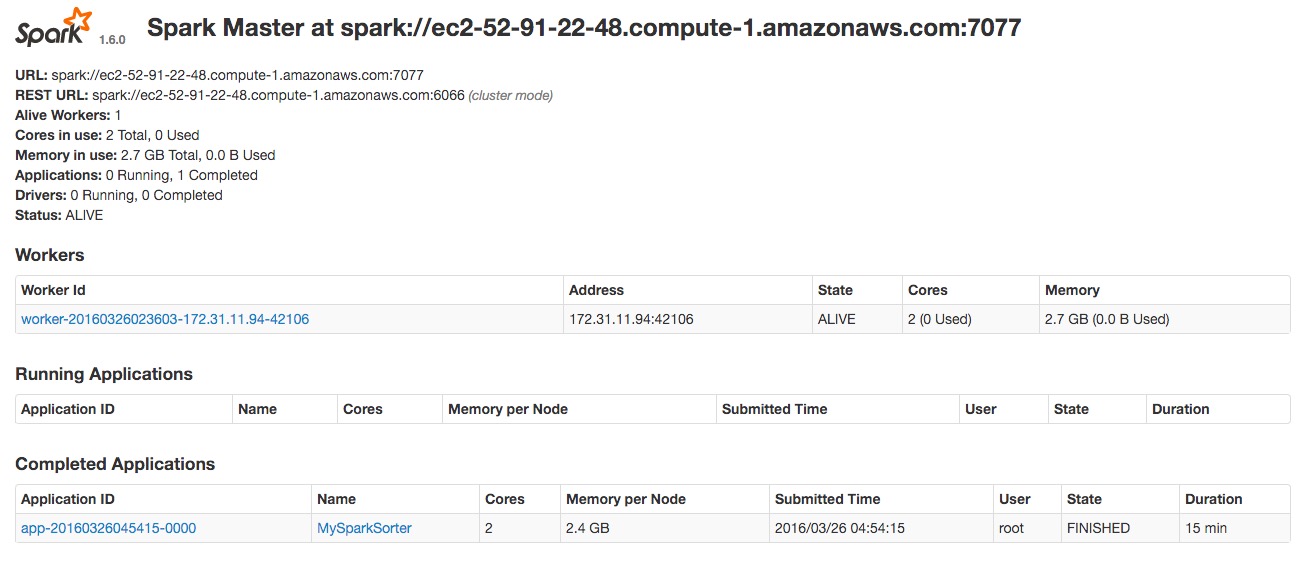 Spark 1.6.0 Spark Master at spark://ec2-52-91-22-48.compute-1.amazonaws.com:7077
URL: spark://ec2-52-91-22-48.compute-1.amazonaws.com:7077
REST URL: spark://ec2-52-91-22-48.compute-1.amazonaws.com:6066 (cluster mode)
Alive Workers: 1
Cores in use: 2 Total, 0 Used
Memory in use: 2.7 GB Total, 0.0 B Used
Applications: 0 Running, 1 Completed
Drivers: 0 Running, 0 Completed
Status: ALIVE
Workers
Worker Id Address State Cores Memory
worker-20160326023603-172.31.11.94-42106 172.31.11.94:42106 ALIVE 2 (0 Used) 2.7 GB (0.0 B Used)
Running Applications
Application ID Name Cores Memory per Node Submitted Time User State Duration
Completed Applications
Application ID Name Cores Memory per Node Submitted Time User State Duration
app-20160326045415-0000 MySparkSorter 2 2.4 GB 2016/03/26 04:54:15 root FINISHED 15 min